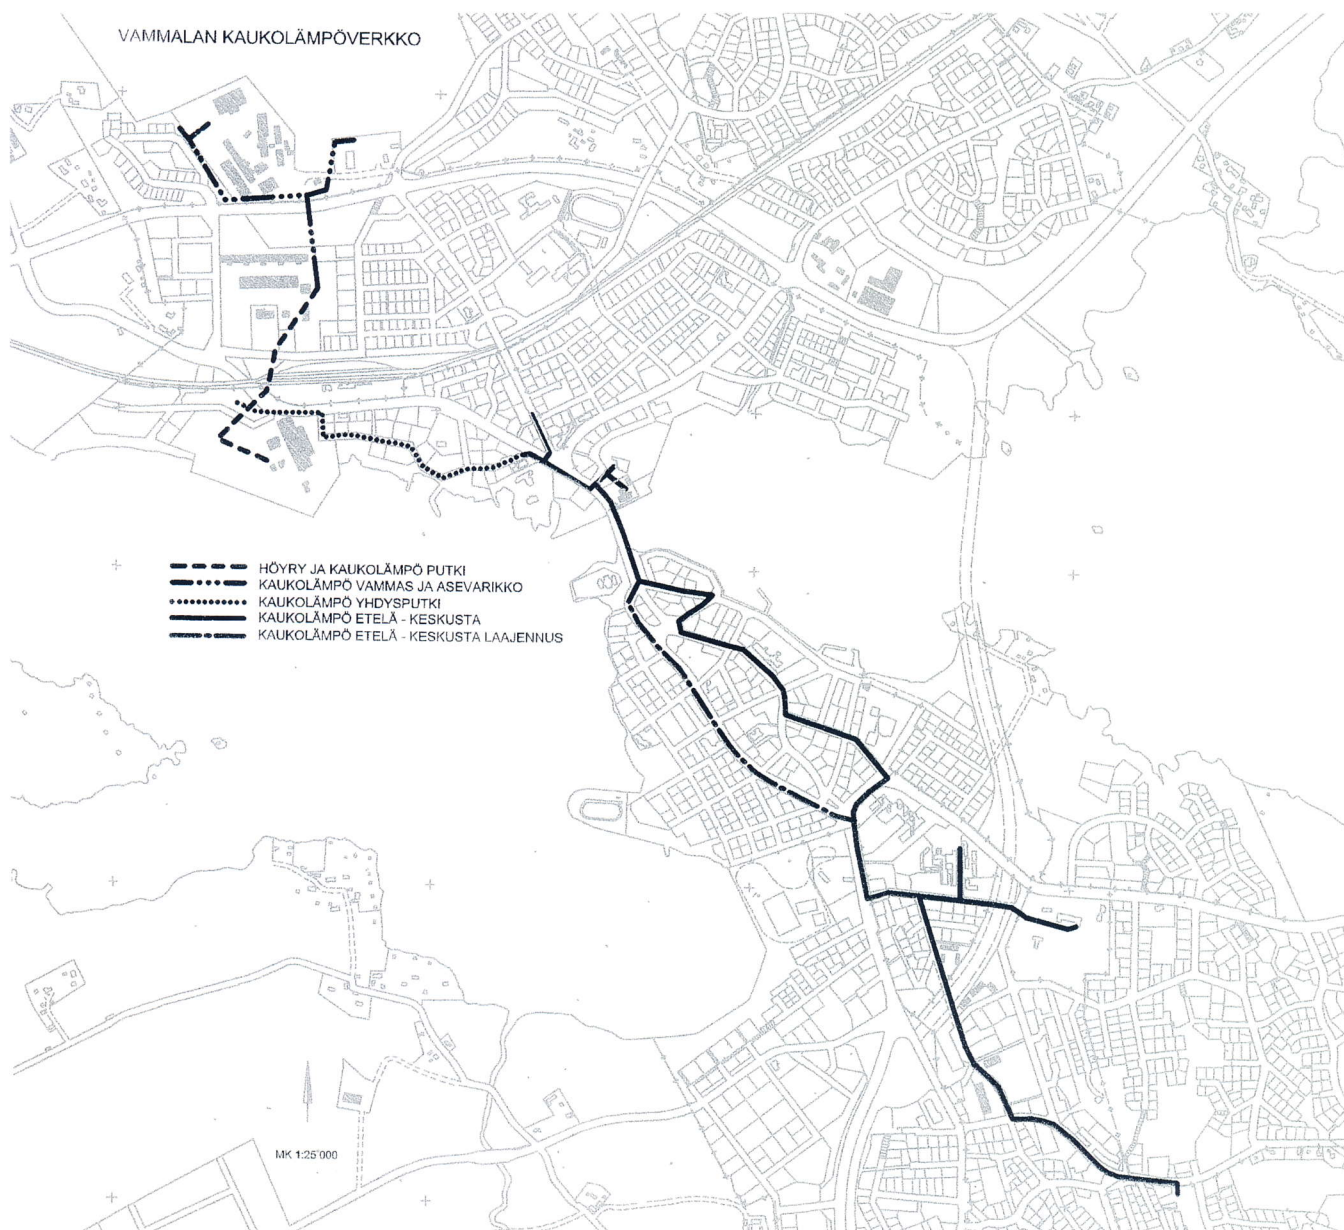 VAMMALAN KAUKOLÄMPÖVERKKO
HÖYRY JA KAUKOLÄMPÖ PUTKI
KAUKOLÄMPÖ VAMMAS JA ASEVARIKKO
KAUKOLÄMPÖ YHDYSPUTKI
KAUKOLÄMPÖ ETELÄ - KESKUSTA
KAUKOLÄMPÖ ETELÄ - KESKUSTA LAAJENNUS
MK 1:25 000